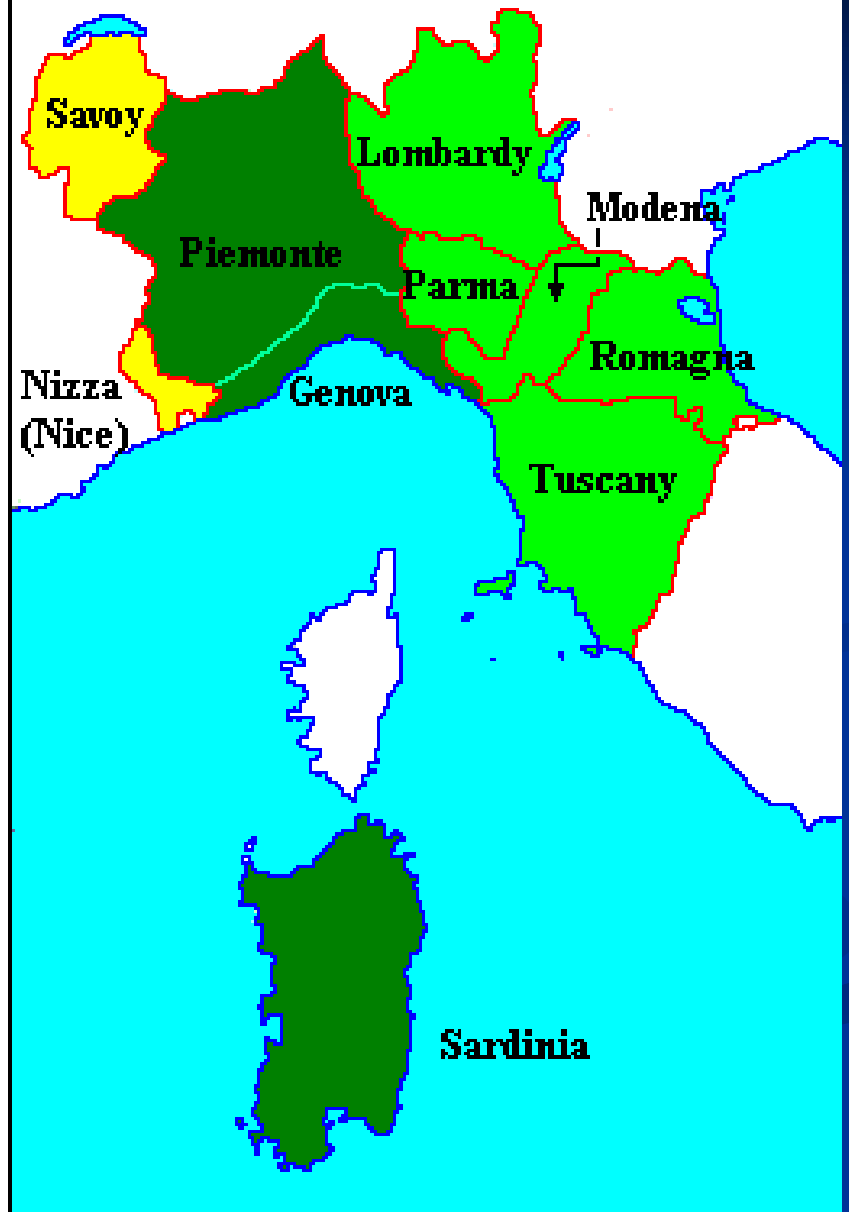 Savoy
Lombardy
Modena
Piemonte
Parma
Romagna
Nizza
(Nice)
Genova
Tuscany
Sardinia